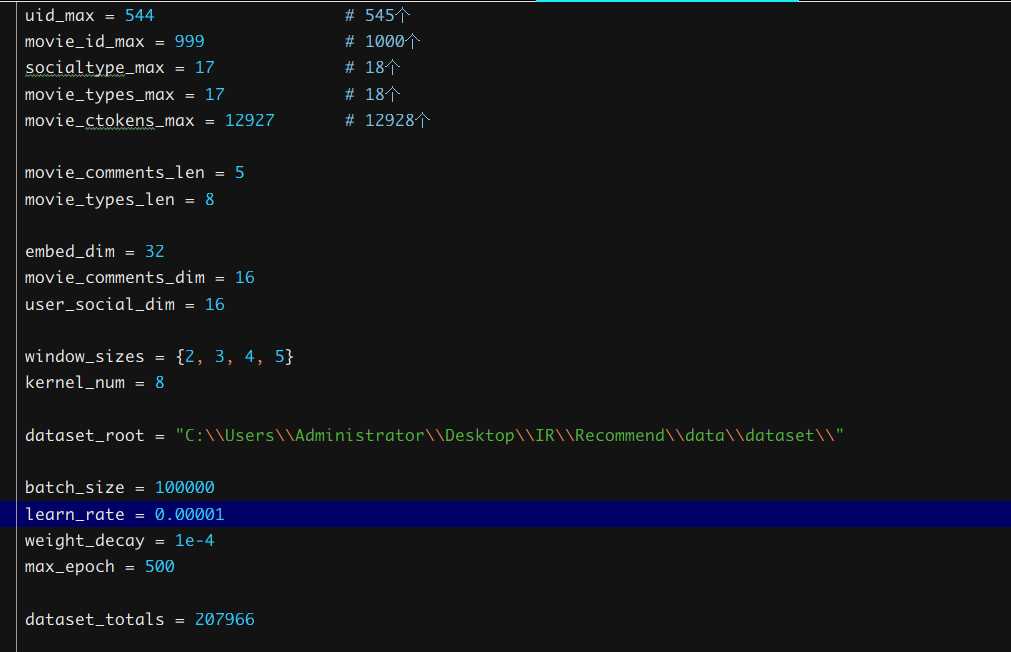 uid_max = 544 # 545个
movie_id_max = 999 # 1000个
socialtype_max = 17 # 18个
movie_types_max = 17 # 18个
movie_ctokens_max = 12927 # 12928个
movie_comments_len = 5
movie_types_len = 8
embed_dim = 32
movie_comments_dim = 16
user_social_dim = 16
window_sizes = {2, 3, 4, 5}
kernel_num = 8
dataset_root = "C:\\Users\\Administrator\\Desktop\\IR\\Recommend\\data\\dataset\\"
batch_size = 100000
learn_rate = 0.00001
weight_decay = 1e-4
max_epoch = 500
dataset_totals = 207966